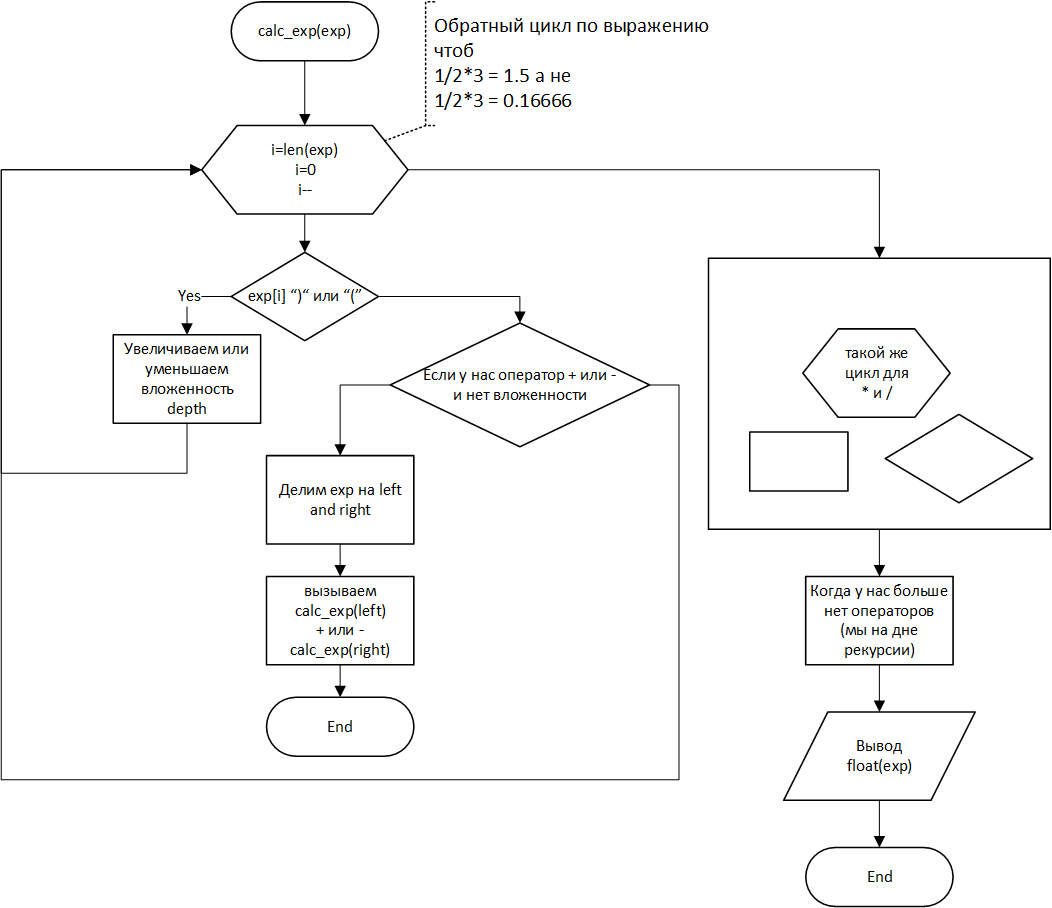 calc_exp(exp)
Обратный цикл по выражению
чтоб
1/2*3 = 1.5 а не
1/2*3 = 0.16666
i=len(exp)
i=0
i--
exp[i] “)“ или “(”
Yes
Увеличиваем или
уменьшаем
вложенность
depth
Если у нас оператор + или -
и нет вложенности
Делим exp на left
and right
вызываем
calc_exp(left)
+ или -
calc_exp(right)
End
такой же
цикл для
* и /
Когда у нас больше
нет операторов
(мы на дне
рекурсии)
Вывод
float(exp)
End